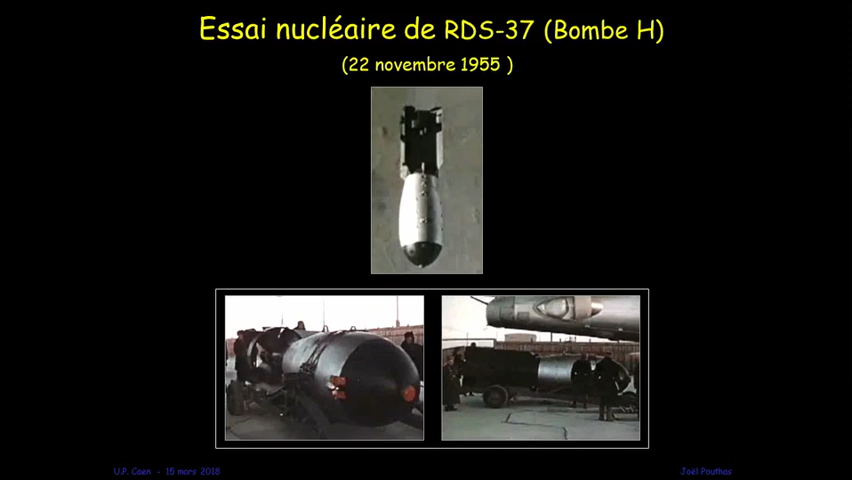 Essai nucléaire de RDS-37 (Bombe H)
(22 novembre 1955 )
U.P. Caen - 15 mars 2018
Joël Pouthas